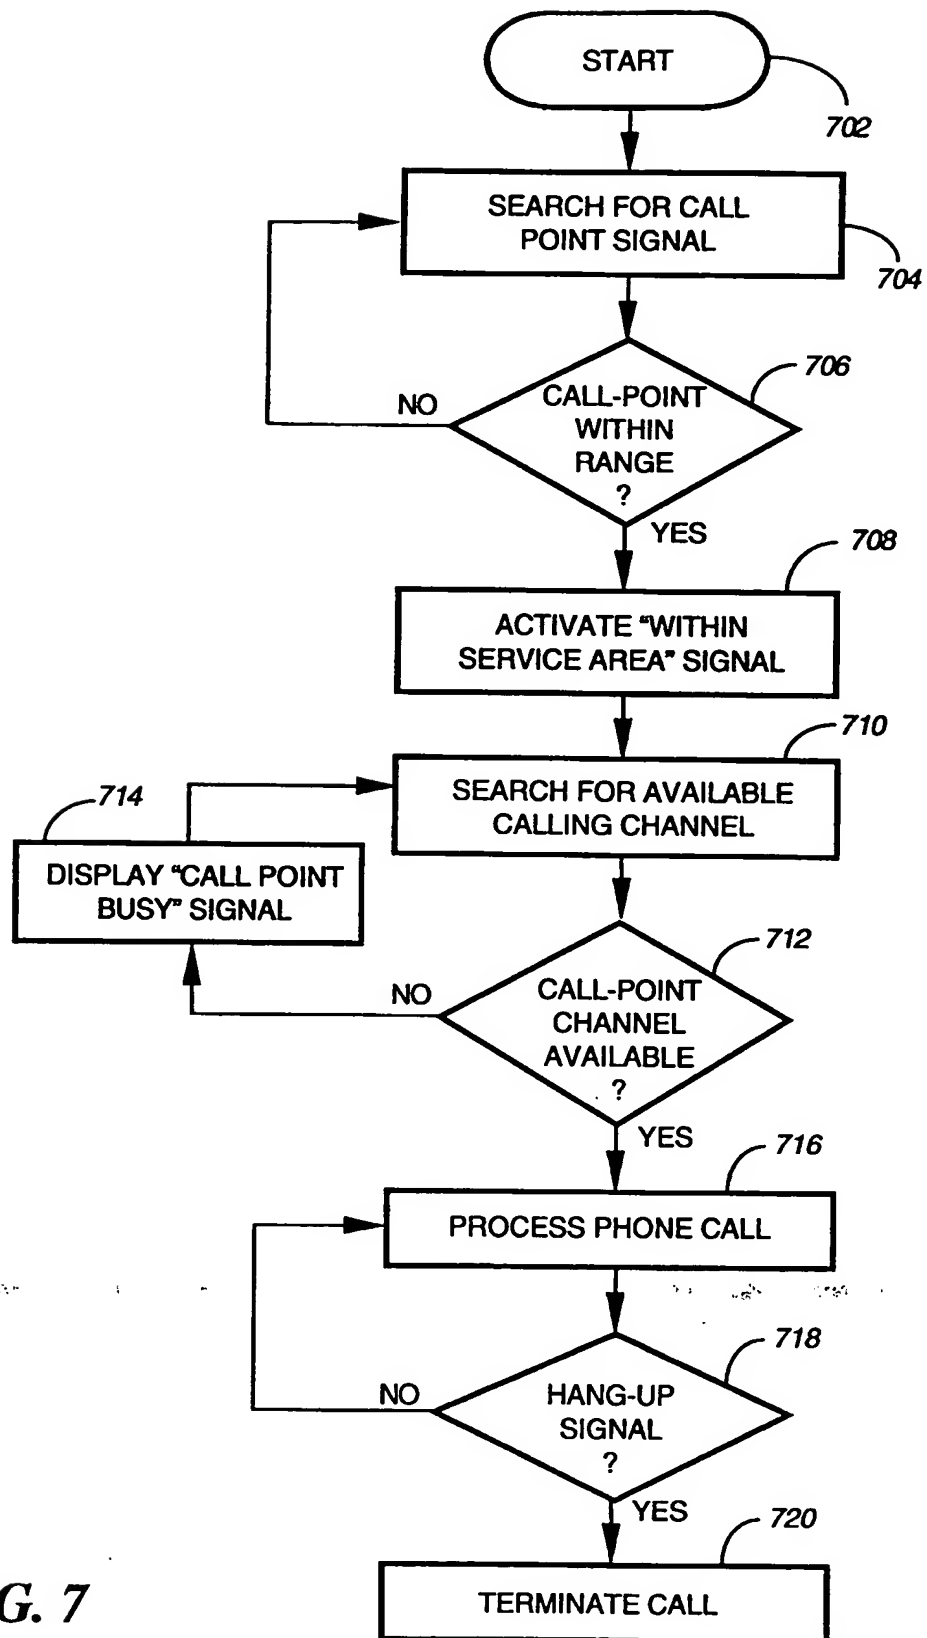 START
702
SEARCH FOR CALL
POINT SIGNAL
704
706
CALL-POINT
WITHIN
RANGE
?
NO
YES
708
ACTIVATE "WITHIN
SERVICE AREA" SIGNAL
710
SEARCH FOR AVAILABLE
CALLING CHANNEL
714
DISPLAY "CALL POINT
BUSY" SIGNAL
712
CALL-POINT
CHANNEL
AVAILABLE
?
NO
YES
716
PROCESS PHONE CALL
718
HANG-UP
SIGNAL
?
NO
YES
720
TERMINATE CALL
G. 7